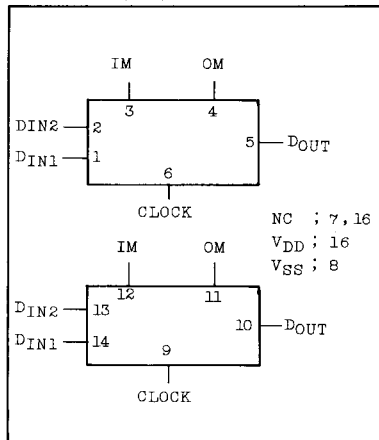 IM OM
3 4
DIN2 2
5 DOUT
DIN1 1
6
CLOCK
NC ; 7,16
VDD ; 16
VSS ; 8
IM OM
12 11
DIN2 13
10 DOUT
DIN1 14
9
CLOCK